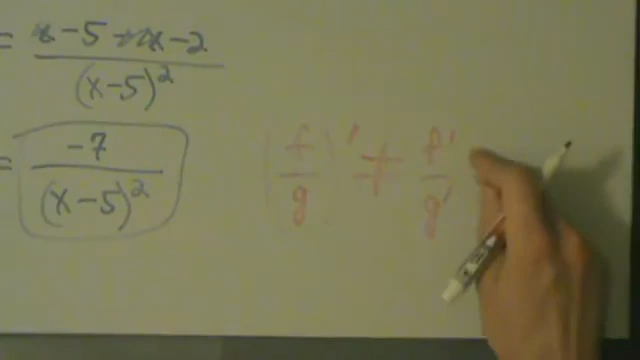 = x-5-x-2
(x-5)²
= -7
(x-5)²
(f/g)' ≠ f'/g'